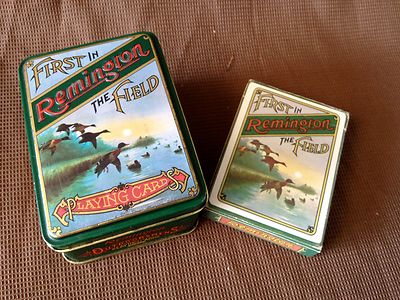 FIRST IN
Remington
THE FIELD
PLAYING CARDS
FIRST IN
Remington
THE FIELD